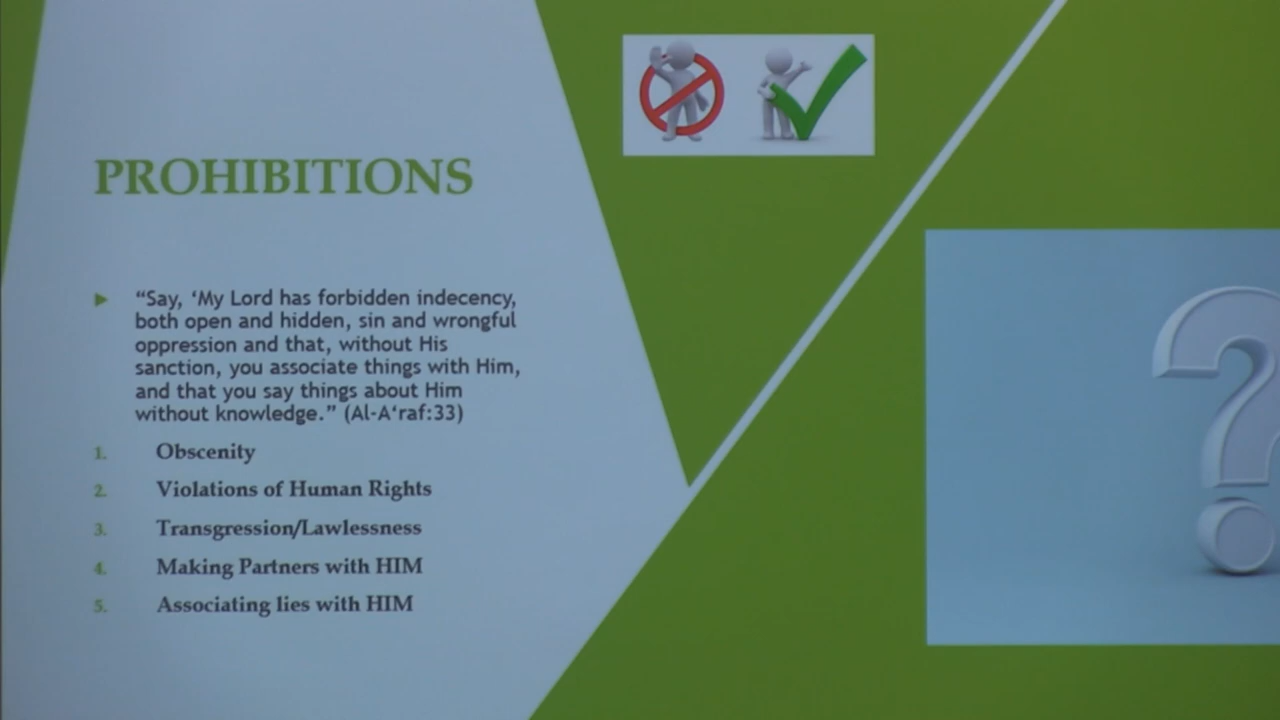 PROHIBITIONS
“Say, ‘My Lord has forbidden indecency,
both open and hidden, sin and wrongful
oppression and that, without His
sanction, you associate things with Him,
and that you say things about Him
without knowledge.” (Al-A‘raf:33)
1. Obscenity
2. Violations of Human Rights
3. Transgression/Lawlessness
4. Making Partners with HIM
5. Associating lies with HIM
?